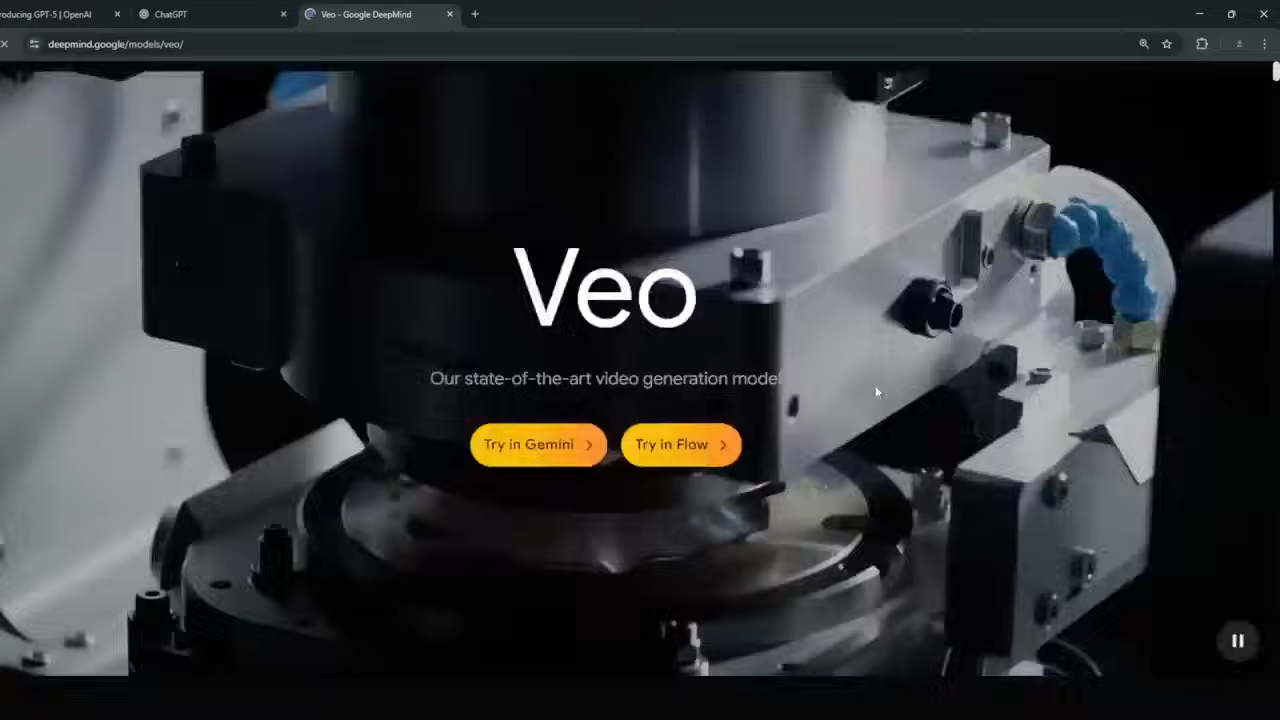 roducing GPT-5 | OpenAI
ChatGPT
Veo - Google DeepMind
deepmind.google/models/veo/
Veo
Our state-of-the-art video generation model
Try in Gemini
Try in Flow